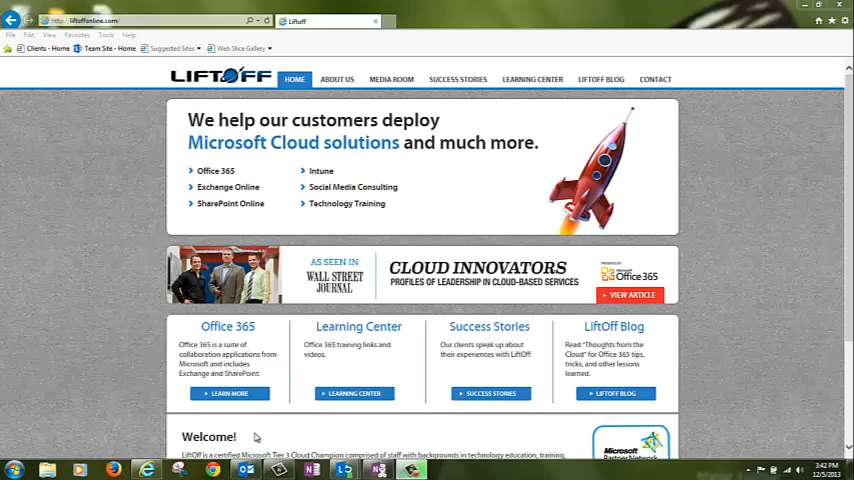 http://liftoffonline.com/
Liftoff
File Edit View Favorites Tools Help
Clients - Home Team Site - Home Suggested Sites Web Slice Gallery
LIFTOFF HOME ABOUT US MEDIA ROOM SUCCESS STORIES LEARNING CENTER LIFTOFF BLOG CONTACT
We help our customers deploy
Microsoft Cloud solutions and much more.
Office 365 Intune
Exchange Online Social Media Consulting
SharePoint Online Technology Training
AS SEEN IN
WALL STREET
JOURNAL
CLOUD INNOVATORS
PROFILES OF LEADERSHIP IN CLOUD-BASED SERVICES
Office 365
VIEW ARTICLE
Office 365
Office 365 is a suite of
collaboration applications from
Microsoft and includes
Exchange and SharePoint.
LEARN MORE
Learning Center
Office 365 training links and
videos.
LEARNING CENTER
Success Stories
Our clients speak up about
their experiences with LiftOff.
SUCCESS STORIES
LiftOff Blog
Read "Thoughts from the
Cloud" for Office 365 tips,
tricks, and other lessons
learned.
LIFTOFF BLOG
Welcome!
LiftOff is a certified Microsoft Tier 3 Cloud Champion comprised of staff with backgrounds in technology education, training,
Microsoft
Partner Network
3:42 PM
12/5/2013